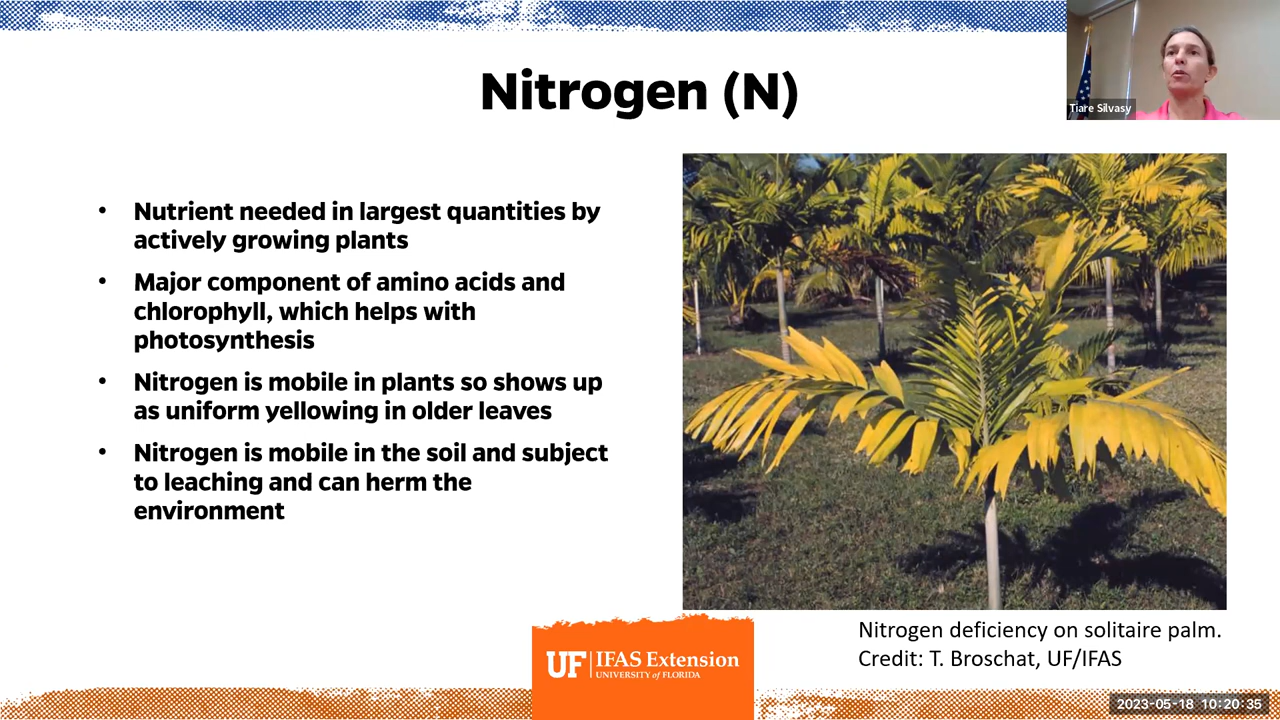 Nitrogen (N)
Tiare Silvasy
• Nutrient needed in largest quantities by
actively growing plants
• Major component of amino acids and
chlorophyll, which helps with
photosynthesis
• Nitrogen is mobile in plants so shows up
as uniform yellowing in older leaves
• Nitrogen is mobile in the soil and subject
to leaching and can herm the
environment
Nitrogen deficiency on solitaire palm.
Credit: T. Broschat, UF/IFAS
UF IFAS Extension
UNIVERSITY of FLORIDA
2023-05-18 10:20:35